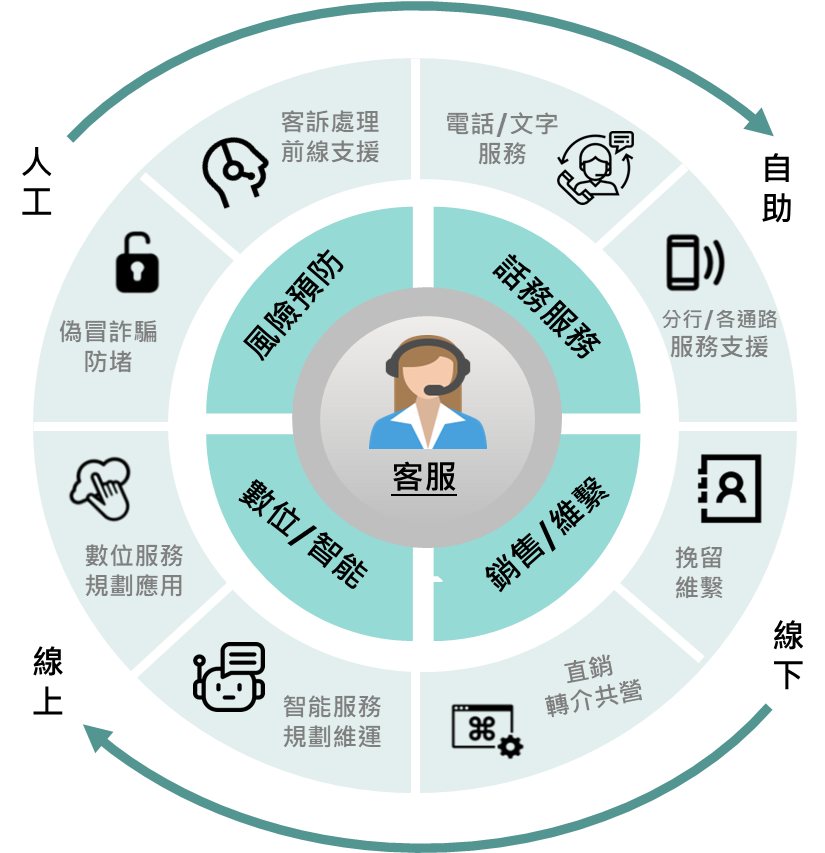 人
工
自
助
客訴處理
前線支援
電話/文字
服務
偽冒詐騙
防堵
分行/各通路
服務支援
風險預防
話務服務
客服
數位/智能
銷售/維繫
數位服務
規劃應用
挽留
維繫
智能服務
規劃維運
直銷
轉介共營
線
上
線
下